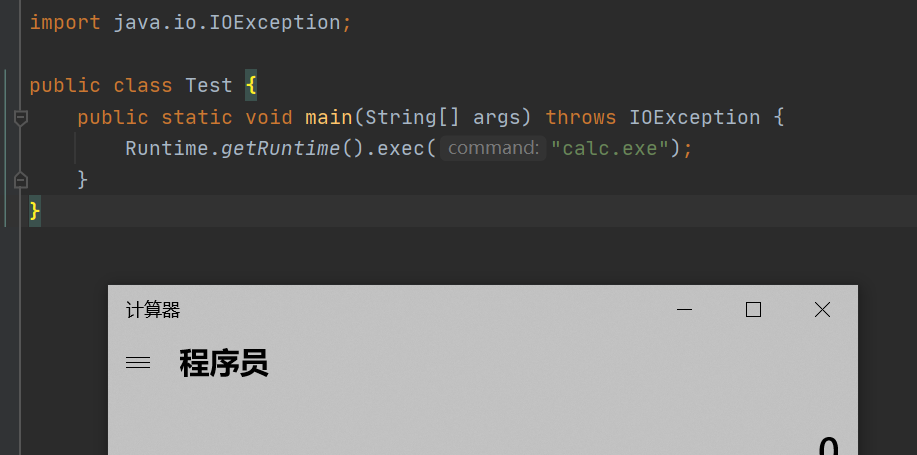 import java.io.IOException;
public class Test {
public static void main(String[] args) throws IOException {
Runtime.getRuntime().exec( command: "calc.exe");
}
}
计算器
程序员
0